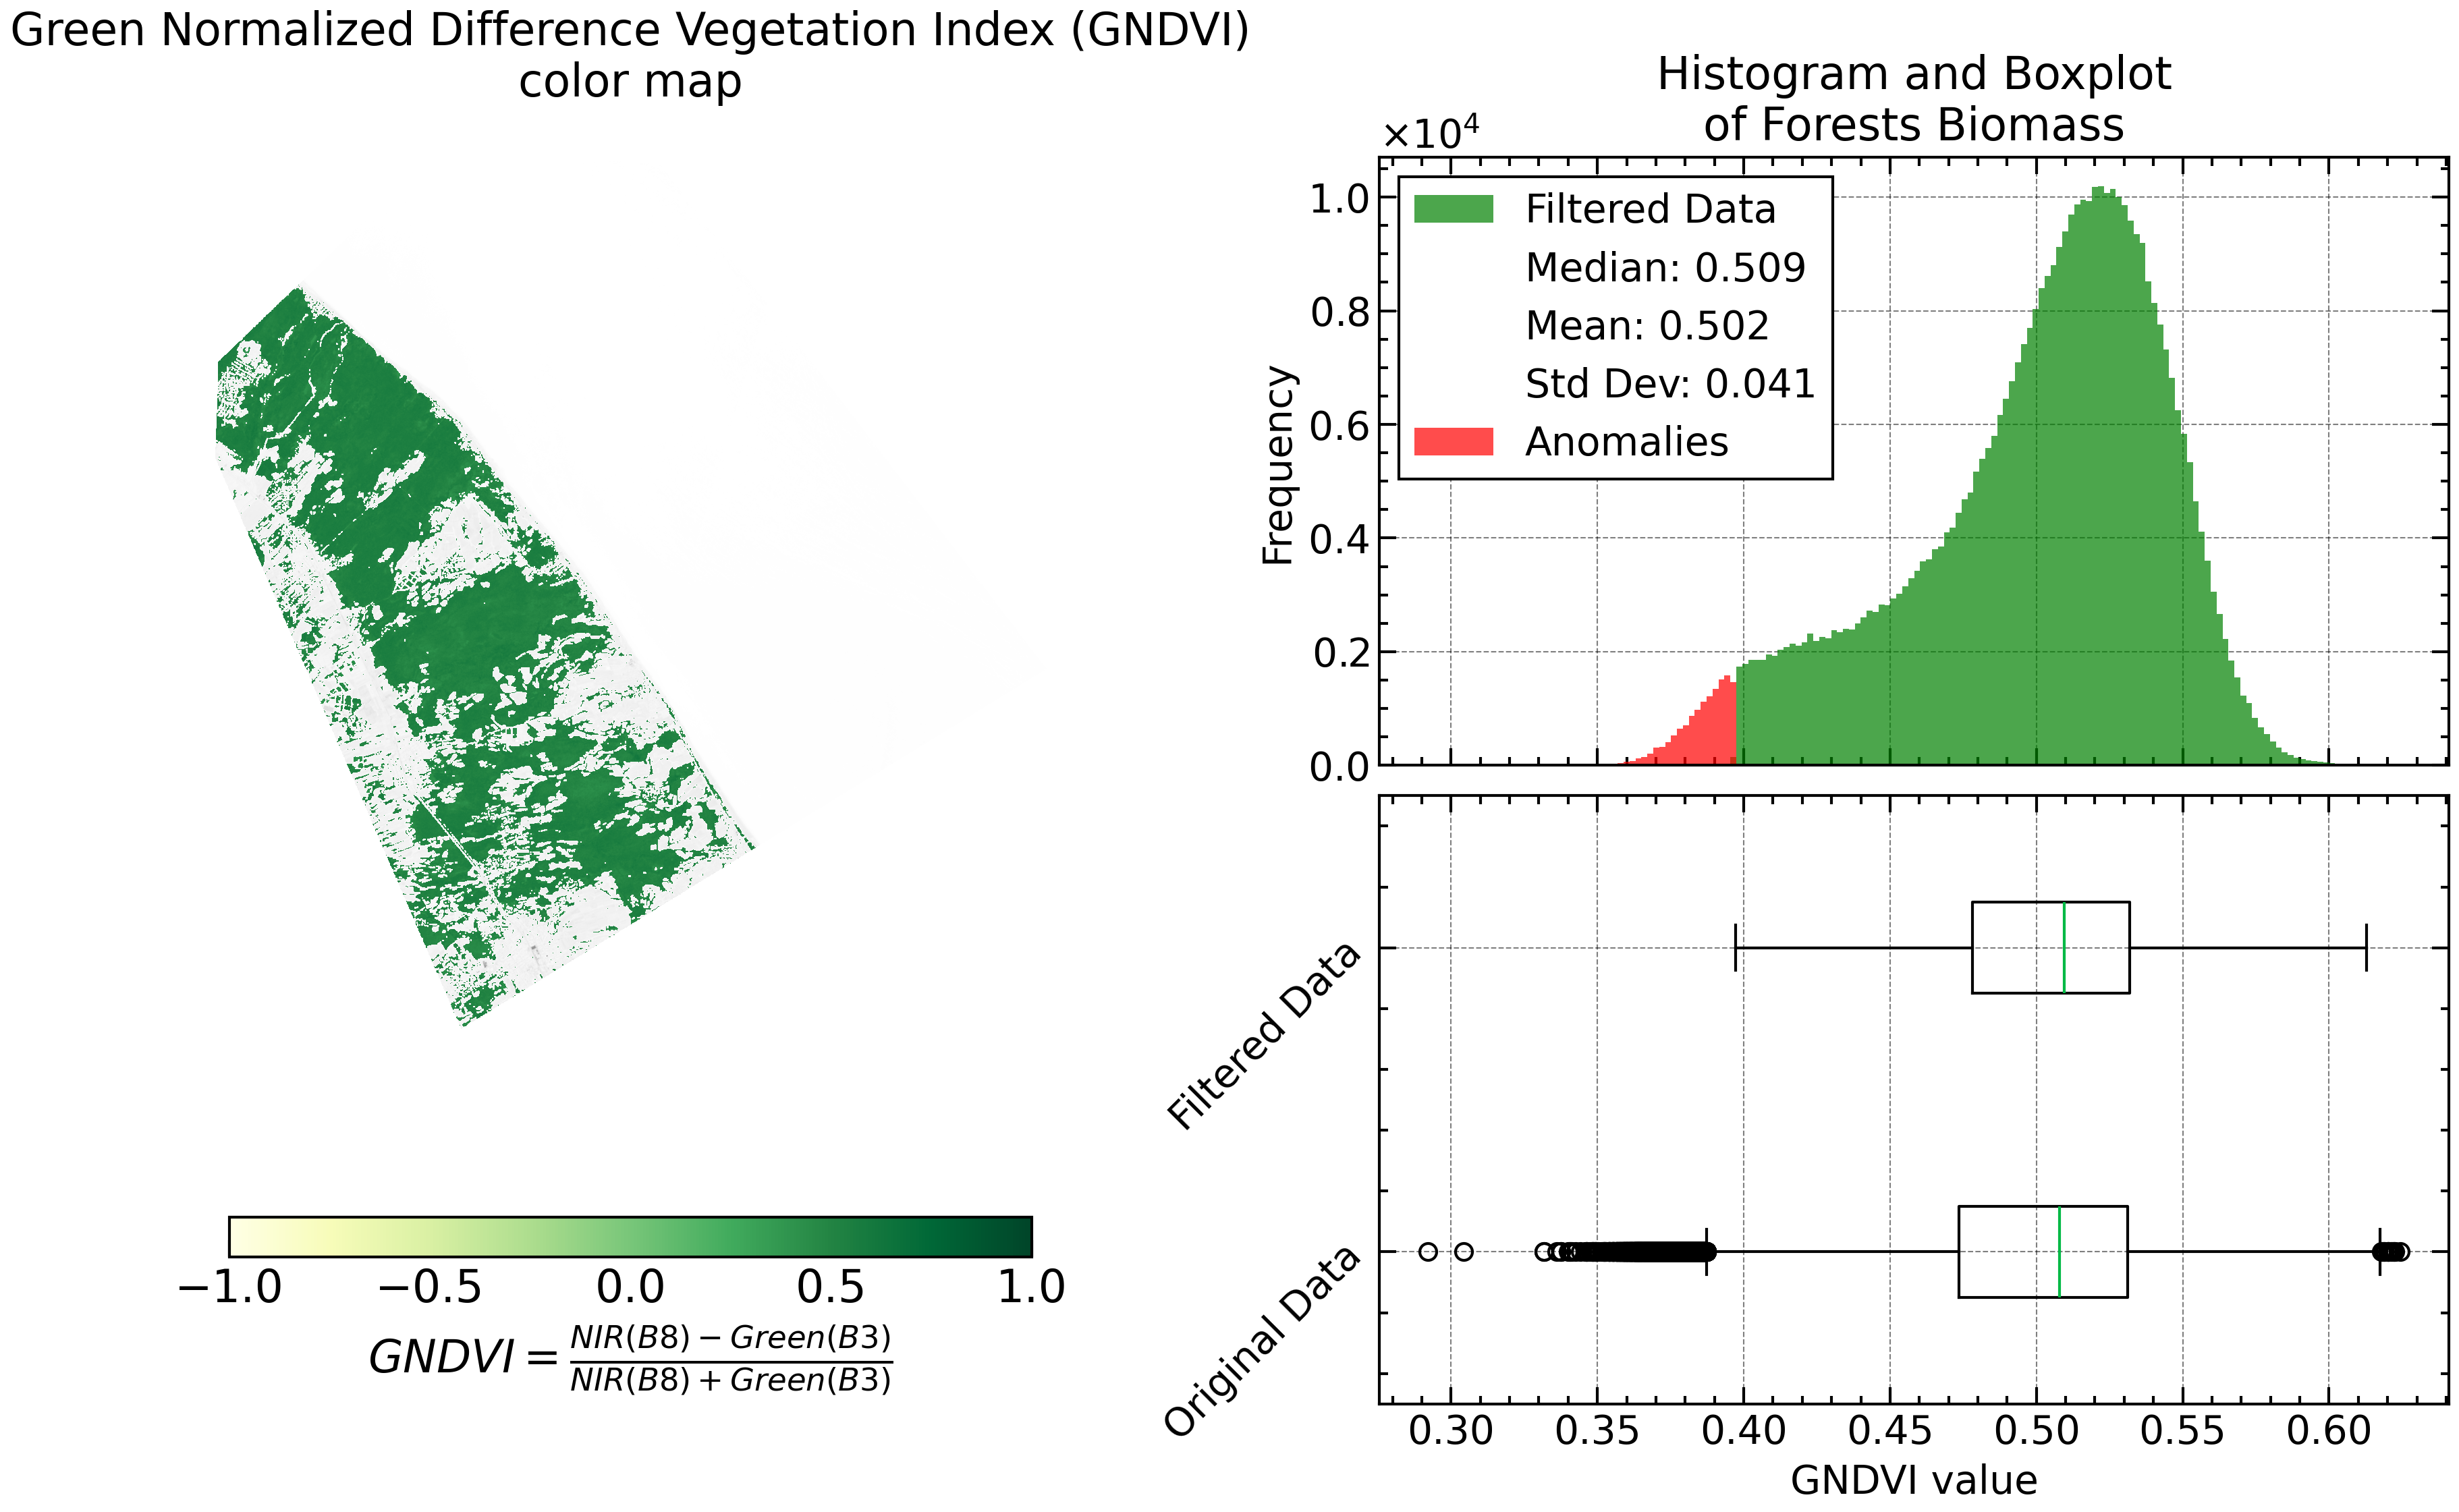 Green Normalized Difference Vegetation Index (GNDVI)
color map
−1.0 −0.5 0.0 0.5 1.0
GNDVI = NIR(B8) − Green(B3) / NIR(B8) + Green(B3)
Histogram and Boxplot
of Forests Biomass
×10⁴
1.0
0.8
0.6
0.4
0.2
0.0
Frequency
Filtered Data
Median: 0.509
Mean: 0.502
Std Dev: 0.041
Anomalies
Filtered Data
Original Data
0.30 0.35 0.40 0.45 0.50 0.55 0.60
GNDVI value